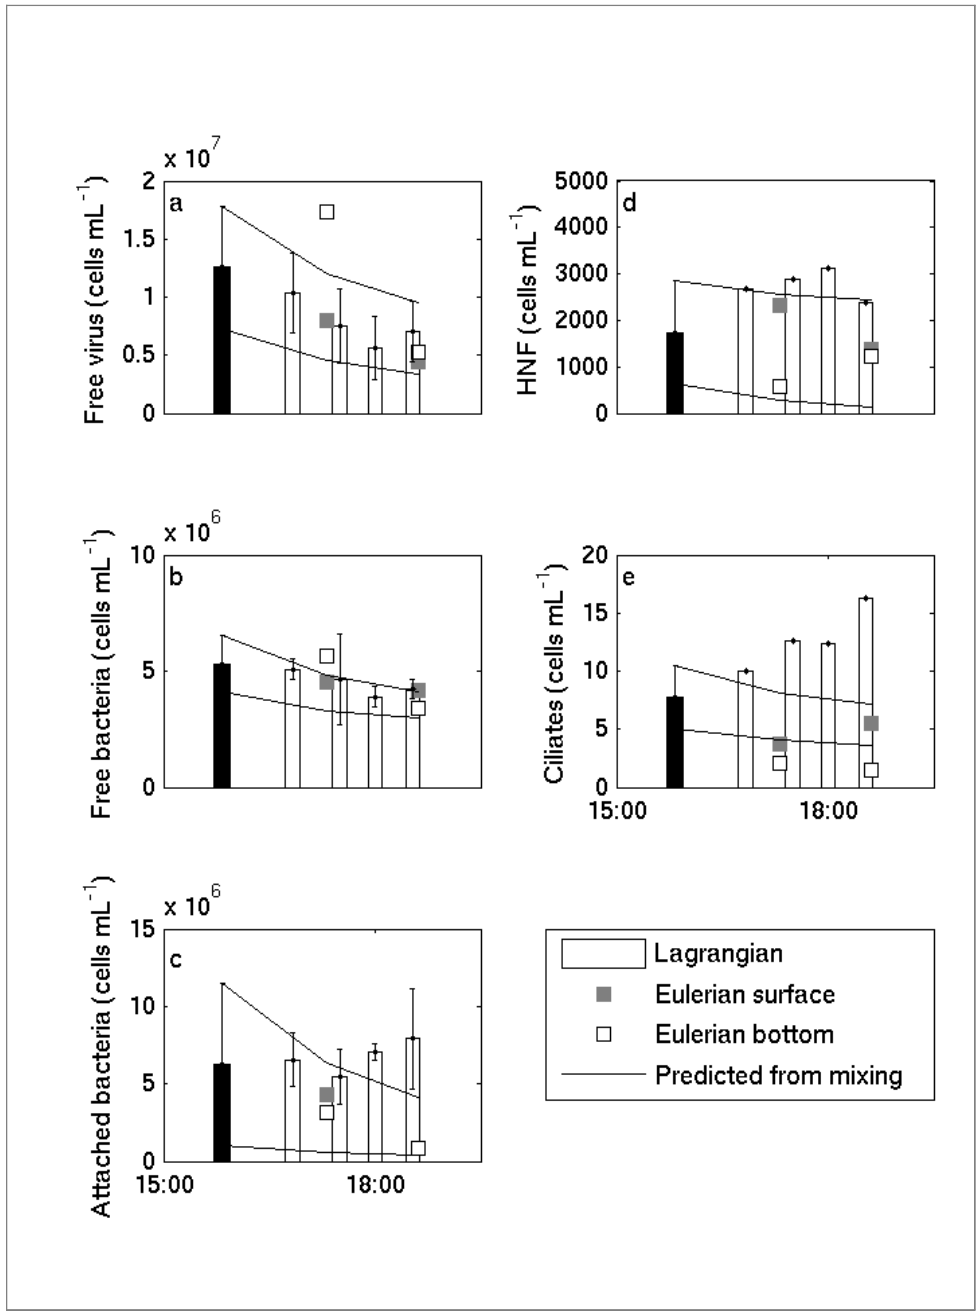 x 10^7
Free virus (cells mL^-1)
2
1.5
1
0.5
0
a
HNF (cells mL^-1)
5000
4000
3000
2000
1000
0
d
x 10^6
Free bacteria (cells mL^-1)
10
5
0
b
Ciliates (cells mL^-1)
20
15
10
5
0
e
15:00 18:00
x 10^6
Attached bacteria (cells mL^-1)
15
10
5
0
c
15:00 18:00
Lagrangian
Eulerian surface
Eulerian bottom
Predicted from mixing